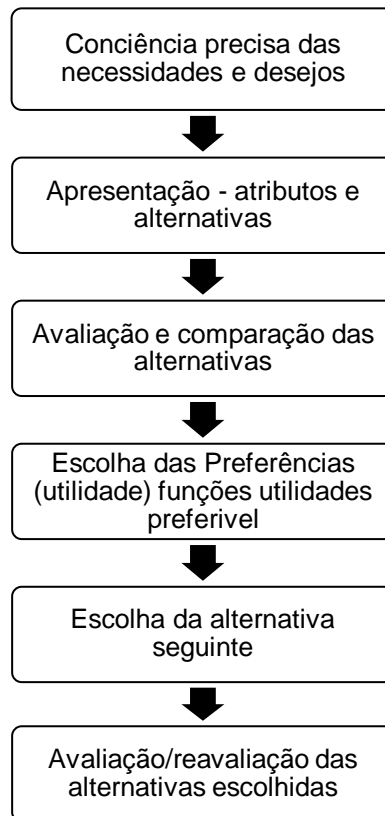 Conciência precisa das
necessidades e desejos
Apresentação - atributos e
alternativas
Avaliação e comparação das
alternativas
Escolha das Preferências
(utilidade) funções utilidades
preferivel
Escolha da alternativa
seguinte
Avaliação/reavaliação das
alternativas escolhidas